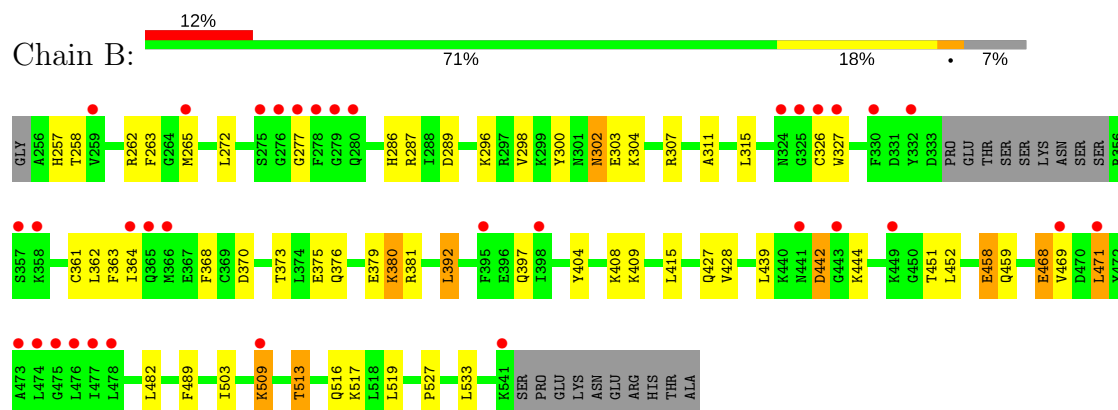 12%
Chain B:
71% 18% • 7%
GLY A256 H257 T258 V259 R262 F263 G264 M265 L272 S275 G276 G277 F278 G279 Q280 H286 R287 I288 D289 K296 R297 V298 K299 Y300 N301 N302 E303 K304 R307 A311 L315 N324 G325 C326 W327 F330 D331 Y332 D333 PRO GLU THR SER SER LYS ASN SER SER
S357 K358 C361 L362 F363 I364 Q365 M366 E367 F368 C369 D370 T373 L374 E375 Q376 E379 K380 R381 L392 F395 E396 Q397 I398 Y404 K408 K409 L415 Q427 V428 L439 K440 N441 D442 G443 K444 K449 G450 T451 L452 E458 Q459 E468 V469 D470 L471
A473 L474 G475 L476 I477 L478 L482 F489 I503 K509 T513 Q516 K517 L518 L519 P527 L533 K541 SER PRO GLU LYS ASN GLU ARG HIS THR ALA